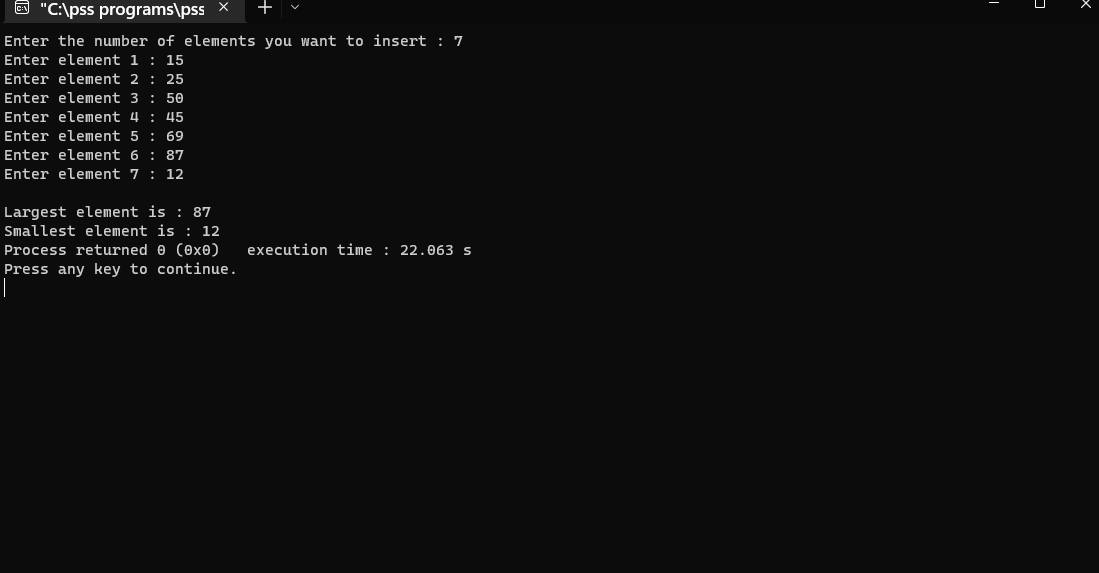 "C:\pss programs\pss
Enter the number of elements you want to insert : 7
Enter element 1 : 15
Enter element 2 : 25
Enter element 3 : 50
Enter element 4 : 45
Enter element 5 : 69
Enter element 6 : 87
Enter element 7 : 12
Largest element is : 87
Smallest element is : 12
Process returned 0 (0x0)   execution time : 22.063 s
Press any key to continue.